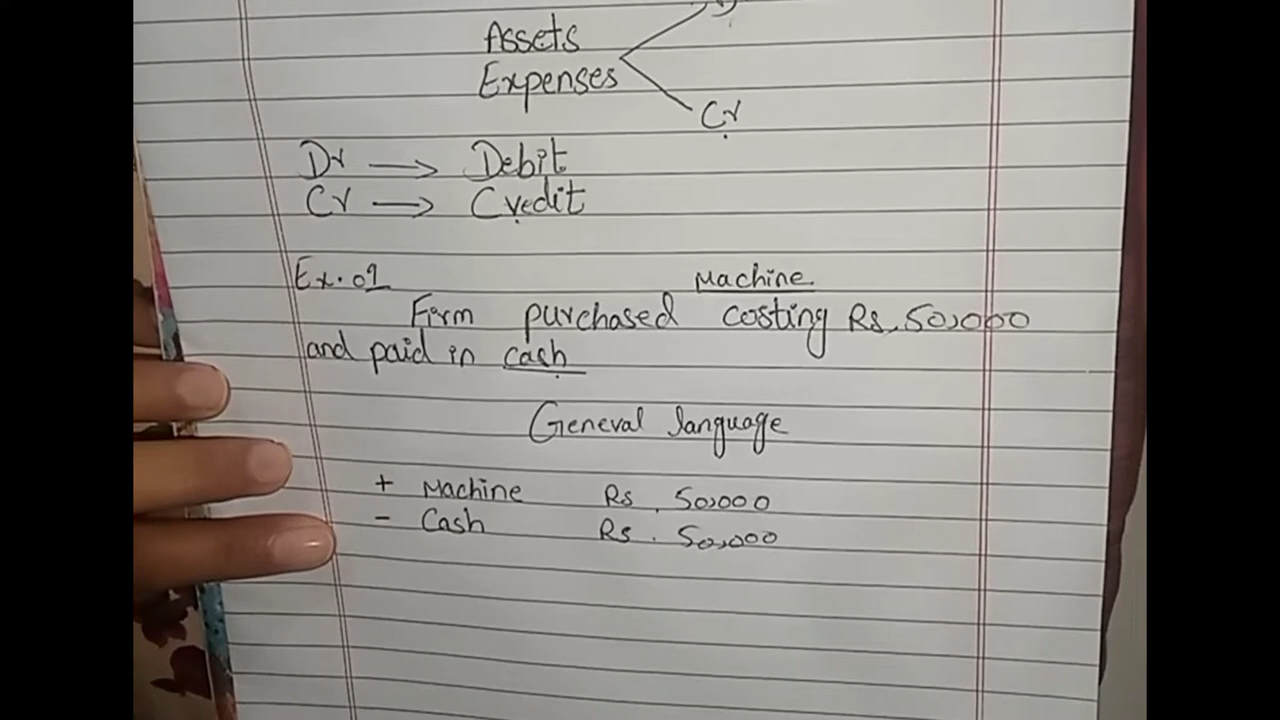 Assets
Expenses
Cr
Dr → Debit
Cr → Credit
Ex. 01
Machine
Firm purchased costing Rs. 50,000
and paid in cash
General language
+ Machine Rs. 50,000
- Cash Rs. 50,000